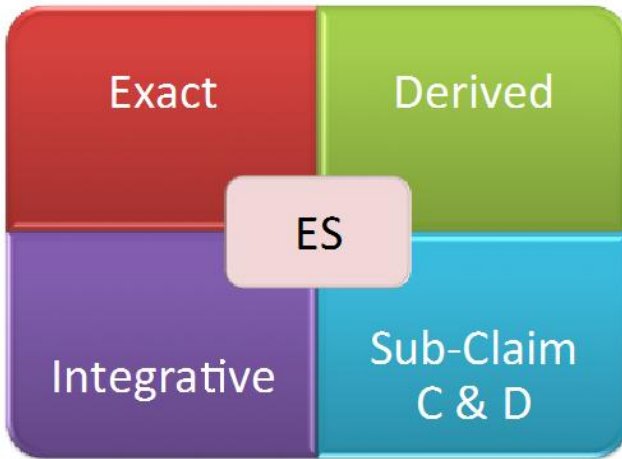 Exact
Derived
ES
Integrative
Sub-Claim
C & D